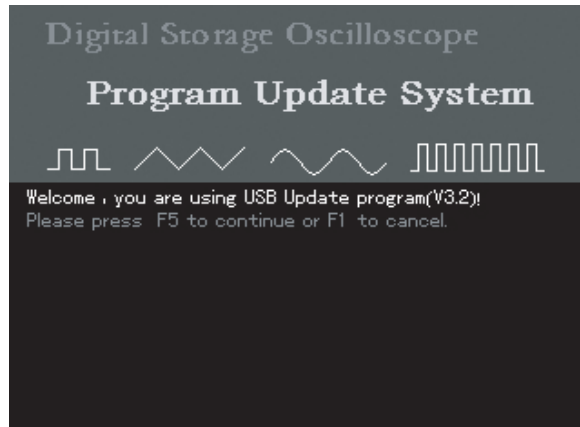 Digital Storage Oscilloscope
Program Update System
Welcome , you are using USB Update program(V3.2)!
Please press F5 to continue or F1 to cancel.